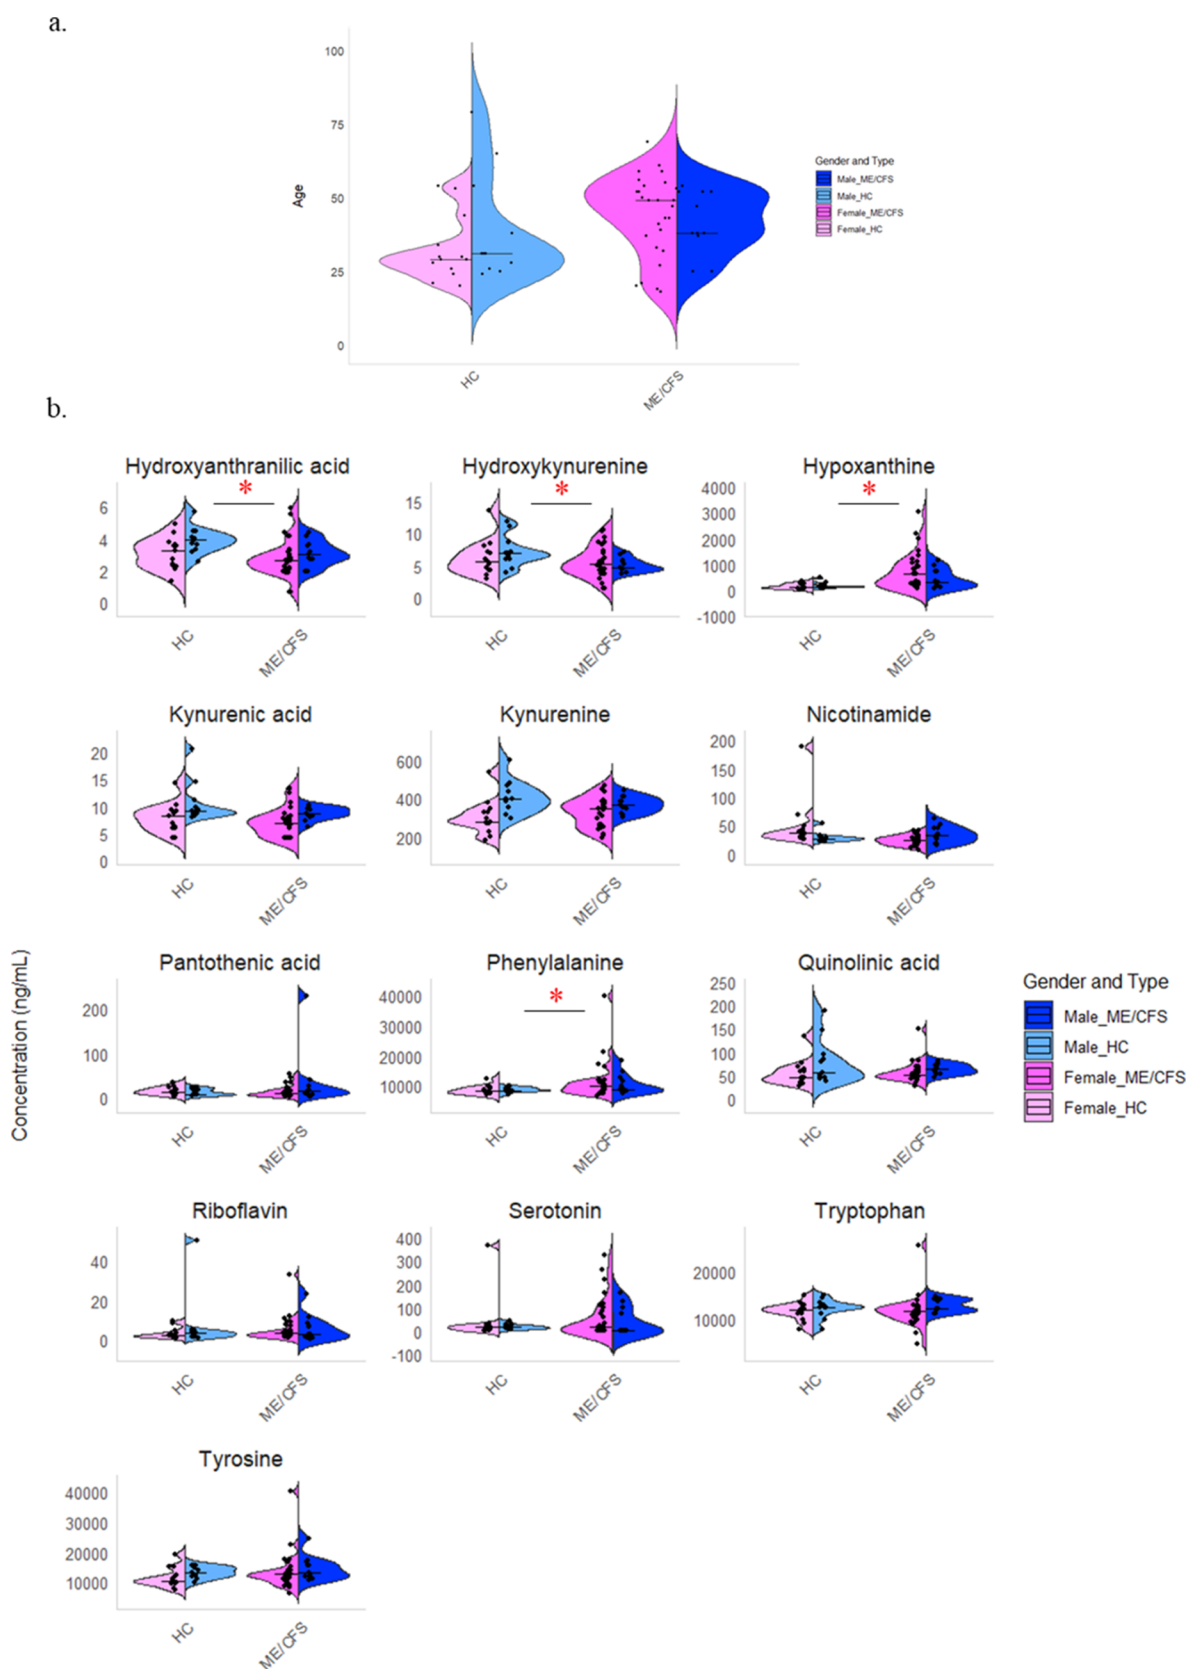 a.
100
75
50
25
0
Age
HC
ME/CFS
Gender and Type
Male_ME/CFS
Male_HC
Female_ME/CFS
Female_HC
b.
Concentration (ng/mL)
Hydroxyanthranilic acid
*
6
4
2
0
HC
ME/CFS
Hydroxykynurenine
*
15
10
5
0
HC
ME/CFS
Hypoxanthine
*
4000
3000
2000
1000
0
-1000
HC
ME/CFS
Kynurenic acid
20
15
10
5
0
HC
ME/CFS
Kynurenine
600
400
200
HC
ME/CFS
Nicotinamide
200
150
100
50
0
HC
ME/CFS
Pantothenic acid
200
100
0
HC
ME/CFS
Phenylalanine
*
40000
30000
20000
10000
HC
ME/CFS
Quinolinic acid
250
200
150
100
50
0
HC
ME/CFS
Gender and Type
Male_ME/CFS
Male_HC
Female_ME/CFS
Female_HC
Riboflavin
40
20
0
HC
ME/CFS
Serotonin
400
300
200
100
0
-100
HC
ME/CFS
Tryptophan
20000
10000
HC
ME/CFS
Tyrosine
40000
30000
20000
10000
HC
ME/CFS